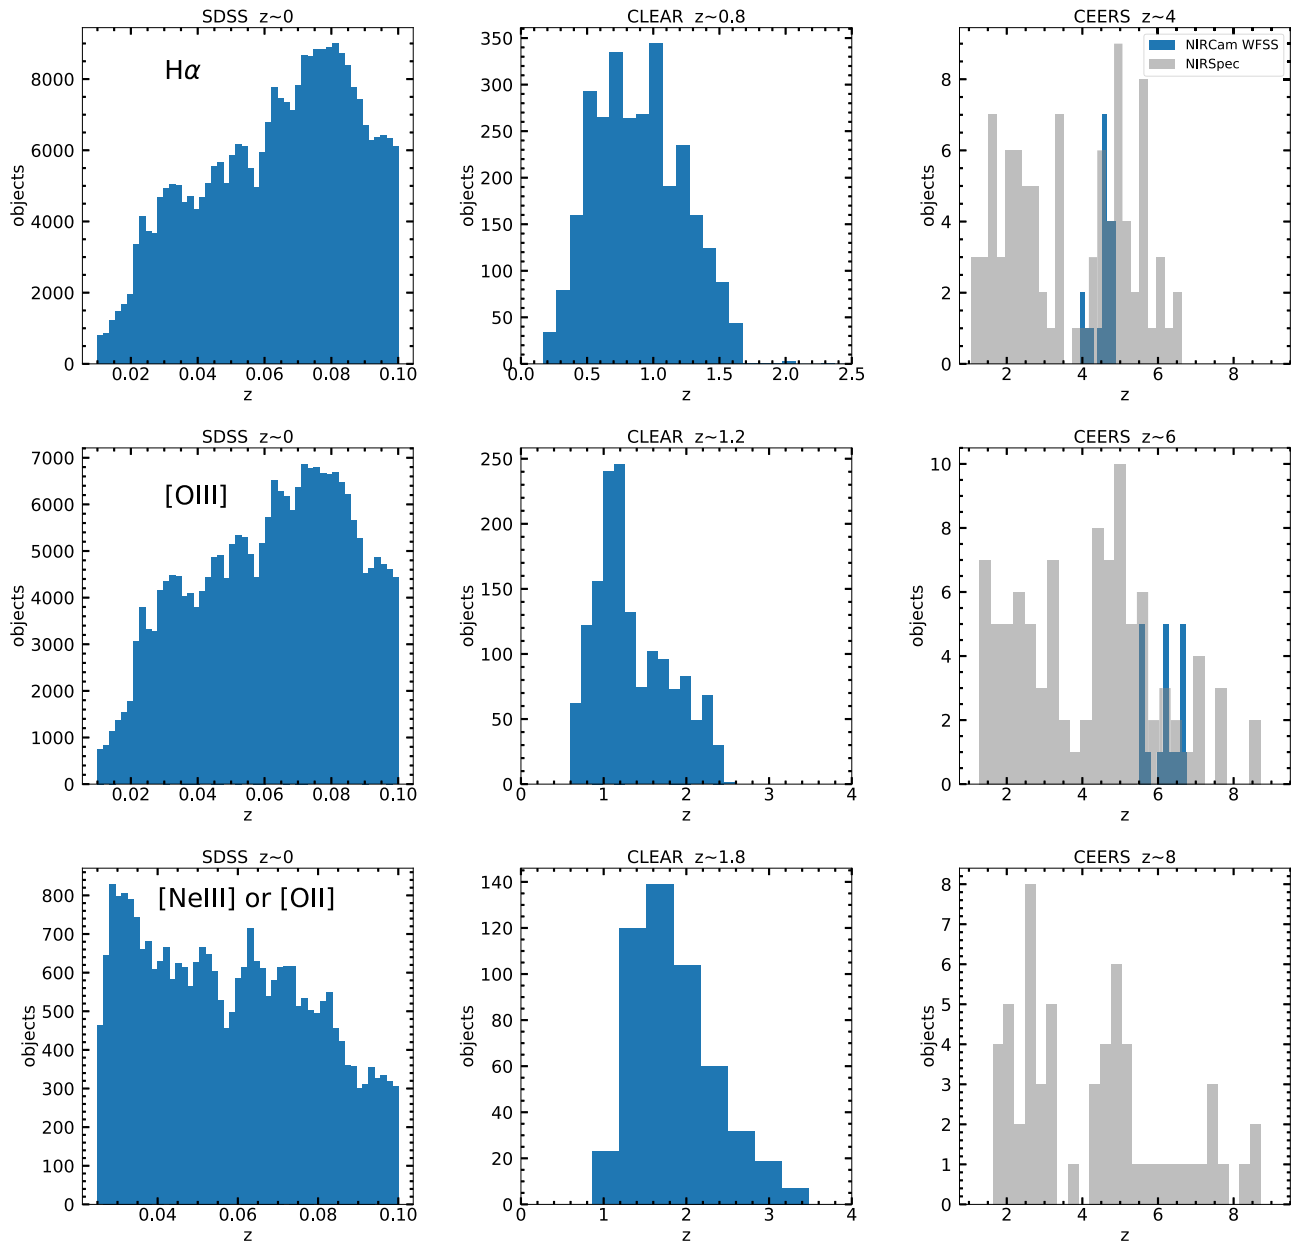 SDSS z~0
Hα
objects
8000
6000
4000
2000
0
0.02 0.04 0.06 0.08 0.10
z
CLEAR z~0.8
objects
350
300
250
200
150
100
50
0
0.0 0.5 1.0 1.5 2.0 2.5
z
CEERS z~4
NIRCam WFSS
NIRSpec
objects
8
6
4
2
0
2 4 6 8
z
SDSS z~0
[OIII]
objects
7000
6000
5000
4000
3000
2000
1000
0
0.02 0.04 0.06 0.08 0.10
z
CLEAR z~1.2
objects
250
200
150
100
50
0
0 1 2 3 4
z
CEERS z~6
objects
10
8
6
4
2
0
2 4 6 8
z
SDSS z~0
[NeIII] or [OII]
objects
800
700
600
500
400
300
200
100
0
0.04 0.06 0.08 0.10
z
CLEAR z~1.8
objects
140
120
100
80
60
40
20
0
0 1 2 3 4
z
CEERS z~8
objects
8
7
6
5
4
3
2
1
0
2 4 6 8
z